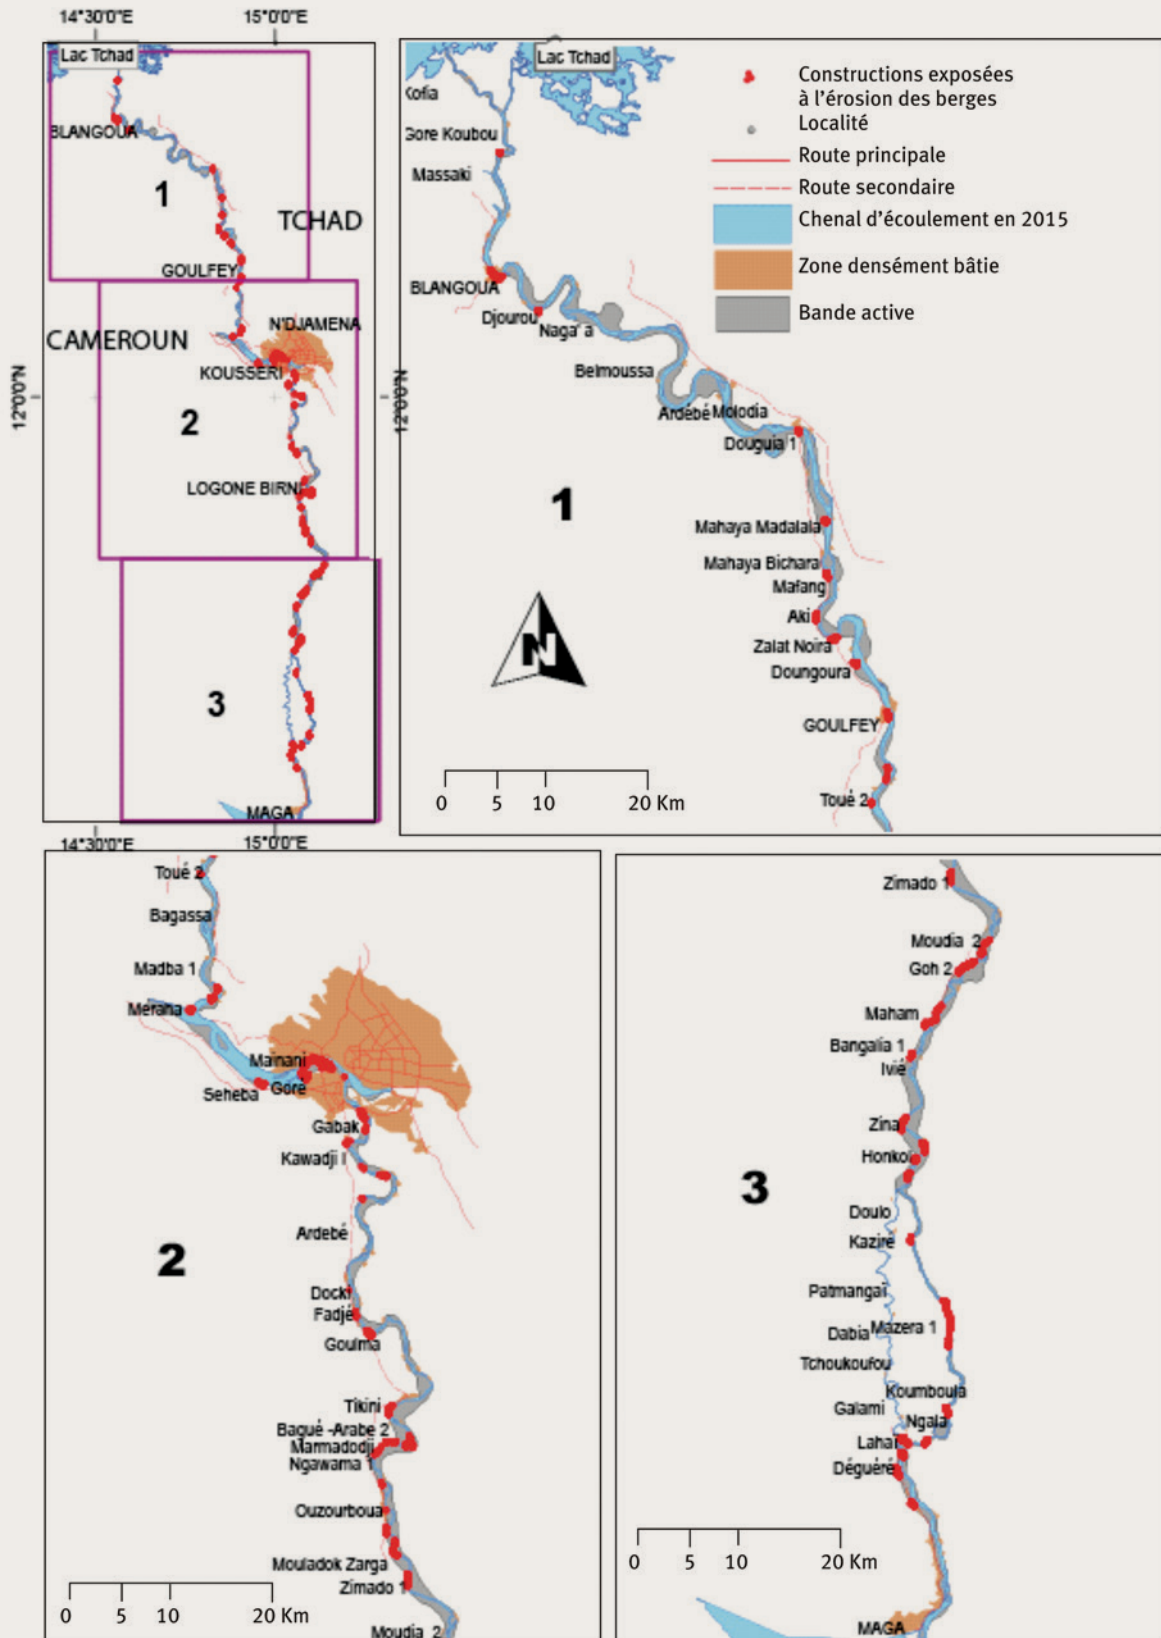 14°30'0"E 15°0'0"E
Lac Tchad
BLANGOUA
1
TCHAD
GOULFEY
CAMEROUN
N'DJAMENA
KOUSSERI
12°0'0"N
12°0'0"N
2
LOGONE BIRNI
3
MAGA
14°30'0"E 15°0'0"E
Lac Tchad
Kofia
Gore Koubou
Massaki
BLANGOUA
Djourou
Naga' a
Belmoussa
Ardébé
Molodia
Douguia 1
1
Mahaya Madalala
Mahaya Bichara
Mafang
Aki
Zalat Noira
Doungoura
GOULFEY
Toué 2
N
0 5 10 20 Km
Constructions exposées
à l'érosion des berges
Localité
Route principale
Route secondaire
Chenal d'écoulement en 2015
Zone densément bâtie
Bande active
Toué 2
Bagassa
Madba 1
Meraha
Mainani
Seheba
Goré
Gabak
Kawadji I
Ardebé
2
Docki
Fadjé
Goulma
Tikini
Bagué -Arabe 2
Marmadodji
Ngawama 1
Ouzourboua
Mouladok Zarga
Zimado 1
Moudia 2
0 5 10 20 Km
Zimado 1
Moudia 2
Goh 2
Maham
Bangalia 1
Ivié
Zina
Honkol
3
Doulo
Kaziré
Patmangaï
Dabia
Mazera 1
Tchoukoufou
Koumboula
Galami
Ngala
Lahaï
Déguéré
0 5 10 20 Km
MAGA